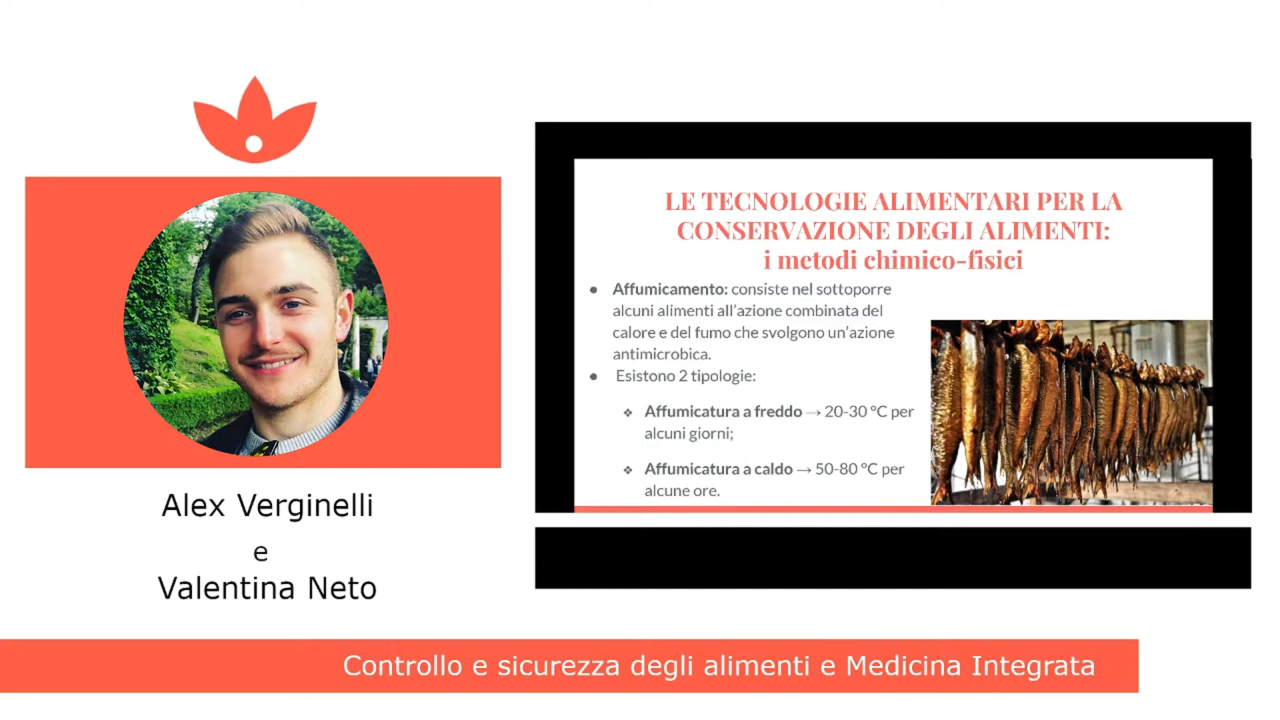 Alex Verginelli
e
Valentina Neto
LE TECNOLOGIE ALIMENTARI PER LA
CONSERVAZIONE DEGLI ALIMENTI:
i metodi chimico-fisici
● Affumicamento: consiste nel sottoporre
alcuni alimenti all'azione combinata del
calore e del fumo che svolgono un'azione
antimicrobica.
● Esistono 2 tipologie:
❖ Affumicatura a freddo → 20-30 °C per
alcuni giorni;
❖ Affumicatura a caldo → 50-80 °C per
alcune ore.
Controllo e sicurezza degli alimenti e Medicina Integrata